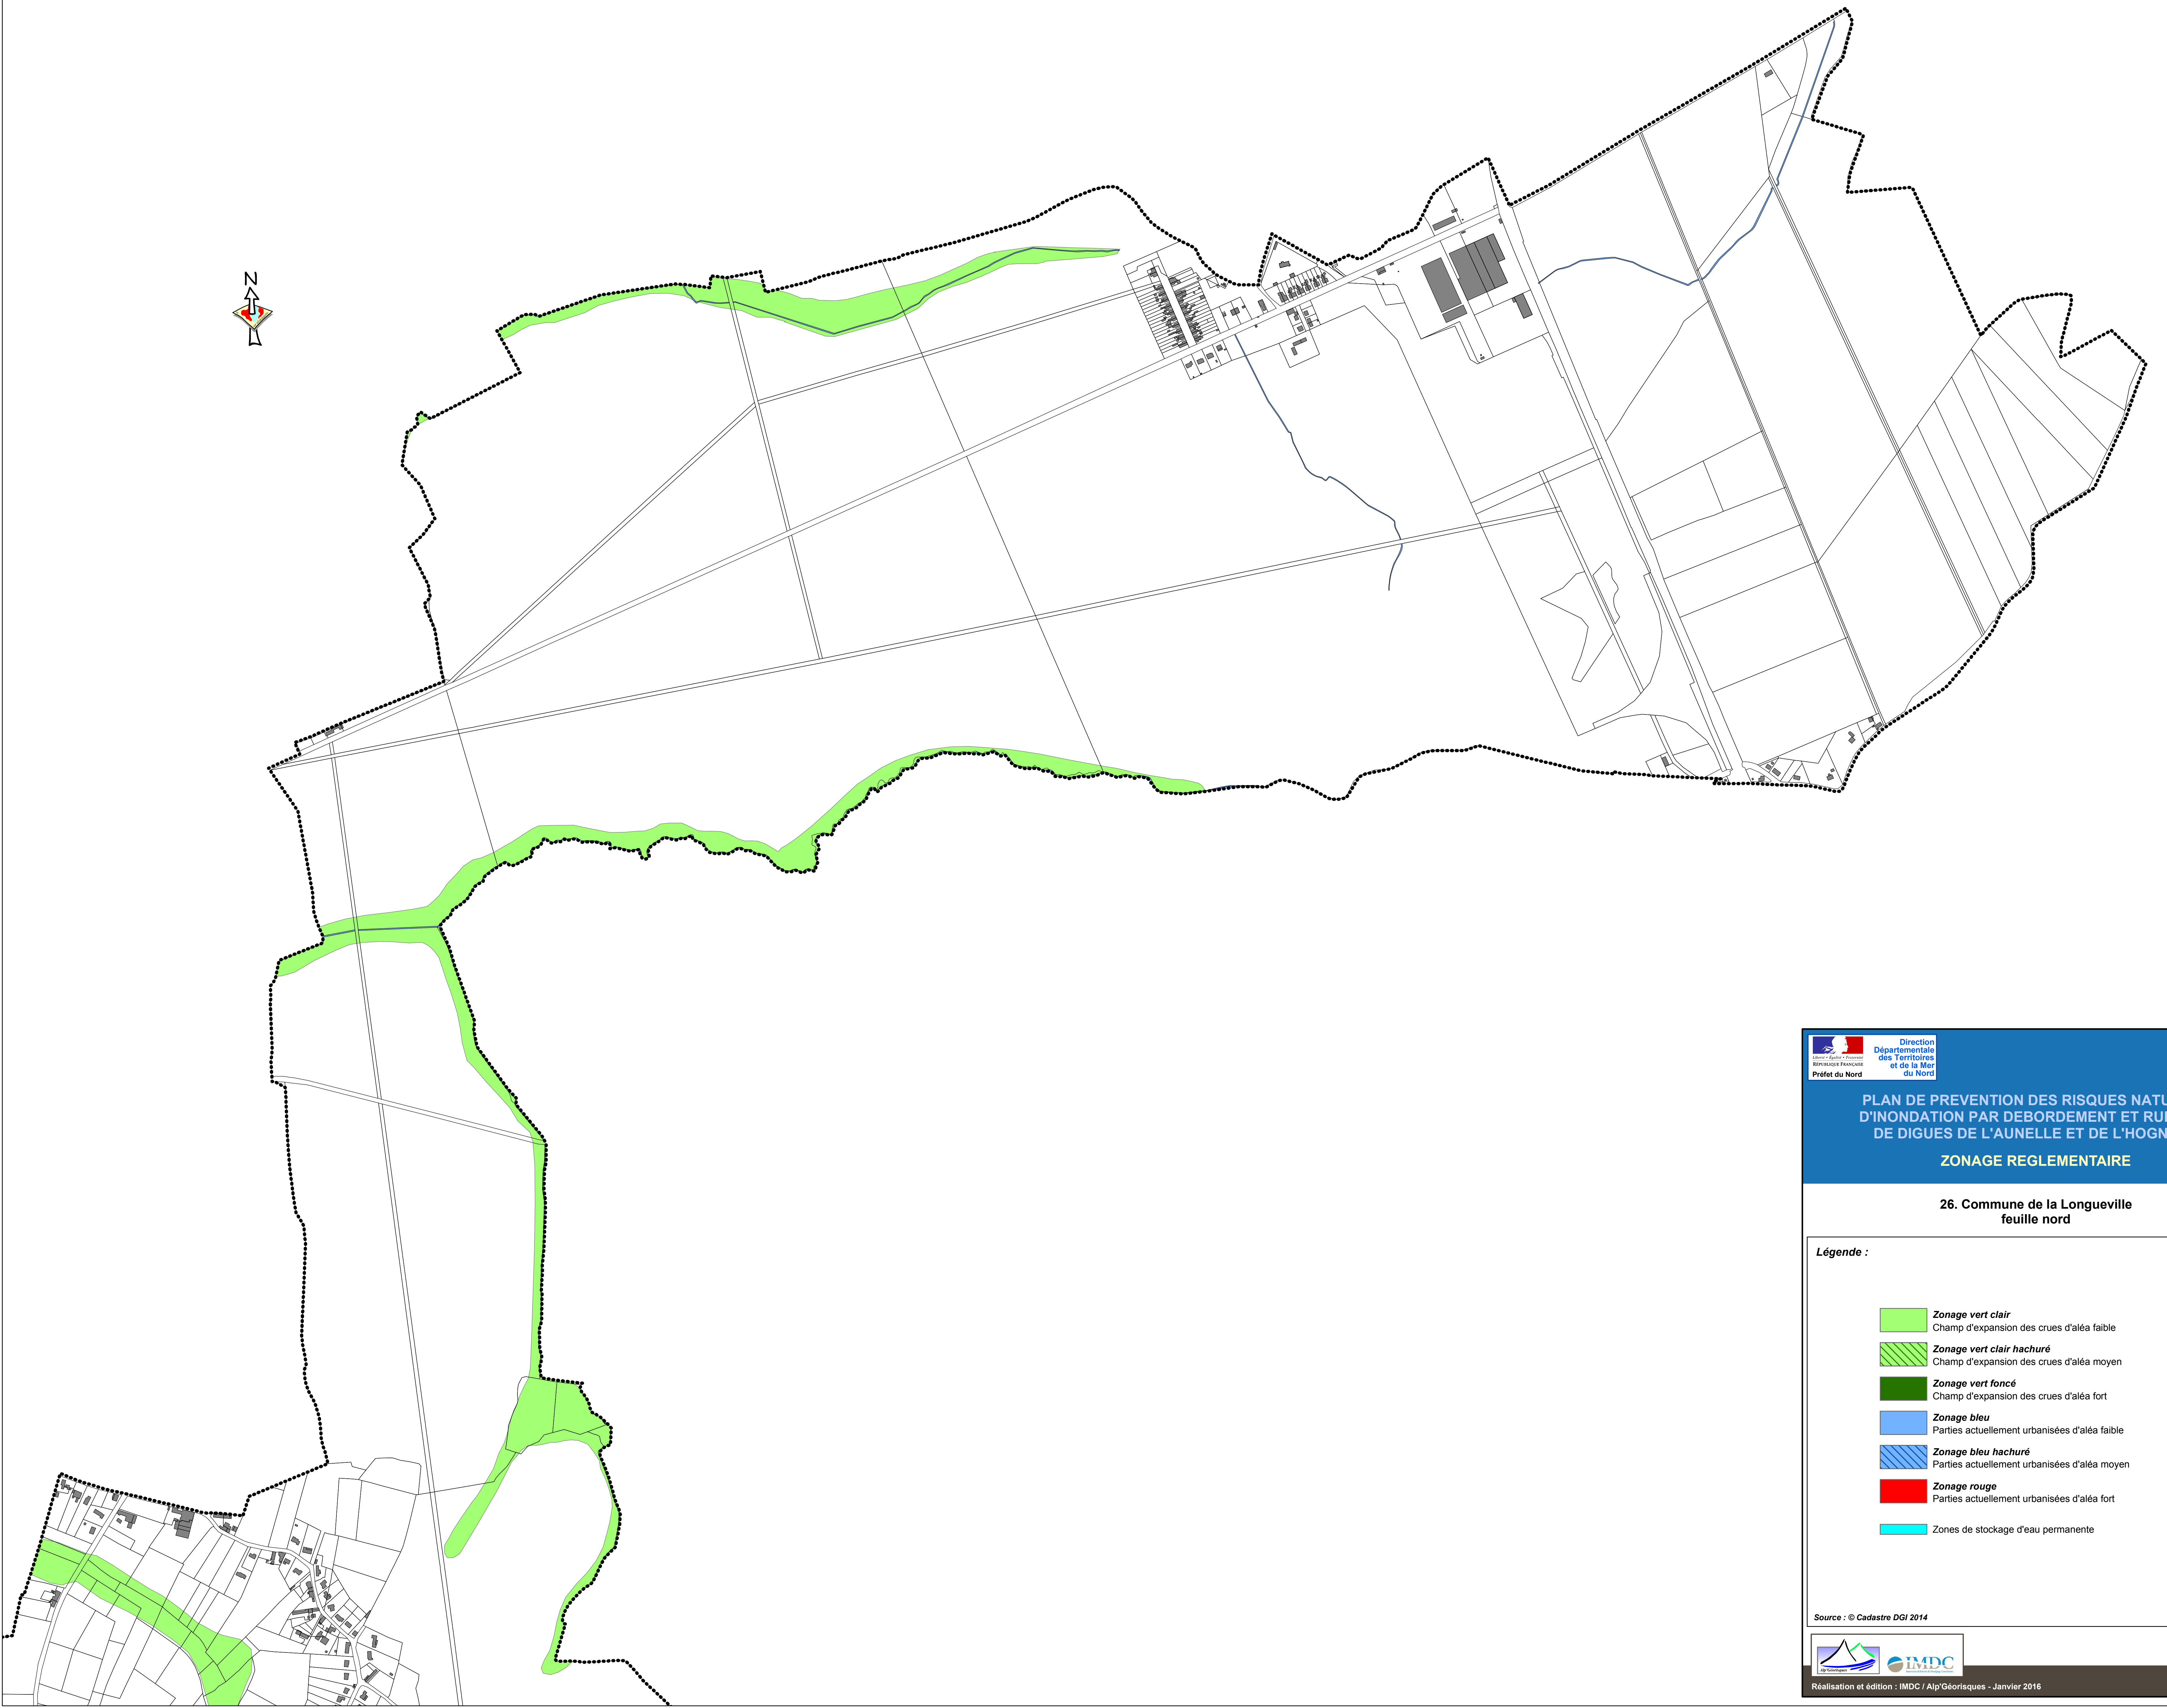 N
Liberté • Égalité • Fraternité
RÉPUBLIQUE FRANÇAISE
Préfet du Nord
Direction
Départementale
des Territoires
et de la Mer
du Nord
PLAN DE PREVENTION DES RISQUES NATU
D'INONDATION PAR DEBORDEMENT ET RU
DE DIGUES DE L'AUNELLE ET DE L'HOGN
ZONAGE REGLEMENTAIRE
26. Commune de la Longueville
feuille nord
Légende :
Zonage vert clair
Champ d'expansion des crues d'aléa faible
Zonage vert clair hachuré
Champ d'expansion des crues d'aléa moyen
Zonage vert foncé
Champ d'expansion des crues d'aléa fort
Zonage bleu
Parties actuellement urbanisées d'aléa faible
Zonage bleu hachuré
Parties actuellement urbanisées d'aléa moyen
Zonage rouge
Parties actuellement urbanisées d'aléa fort
Zones de stockage d'eau permanente
Source : © Cadastre DGI 2014
Alp'Géorisques
IMDC
Réalisation et édition : IMDC / Alp'Géorisques - Janvier 2016